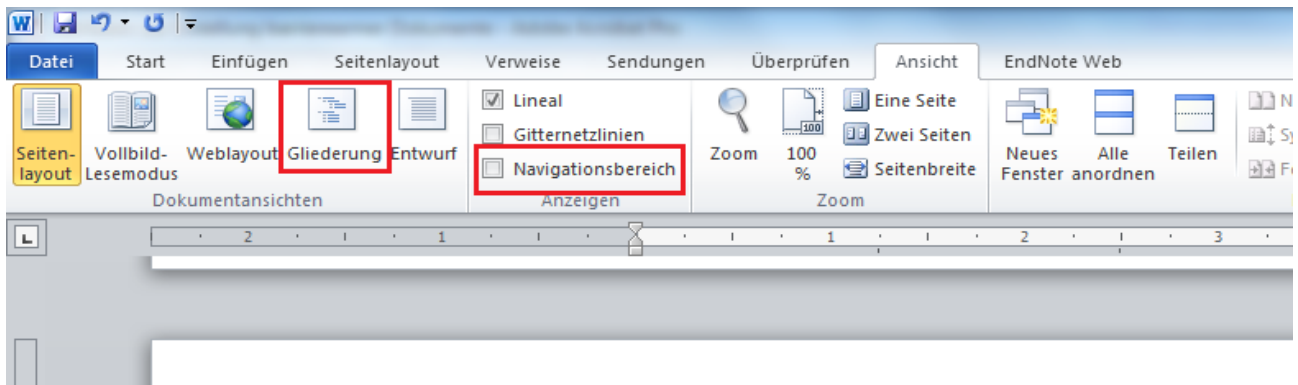 W
Datei Start Einfügen Seitenlayout Verweise Sendungen Überprüfen Ansicht EndNote Web
Seiten-
layout
Vollbild-
Lesemodus
Weblayout
Gliederung
Entwurf
Dokumentansichten
Lineal
Gitternetzlinien
Navigationsbereich
Anzeigen
Zoom
100
100
%
Eine Seite
Zwei Seiten
Seitenbreite
Zoom
Neues
Fenster
Alle
anordnen
Teilen
N
Sy
F
L
2 1 1 2 3